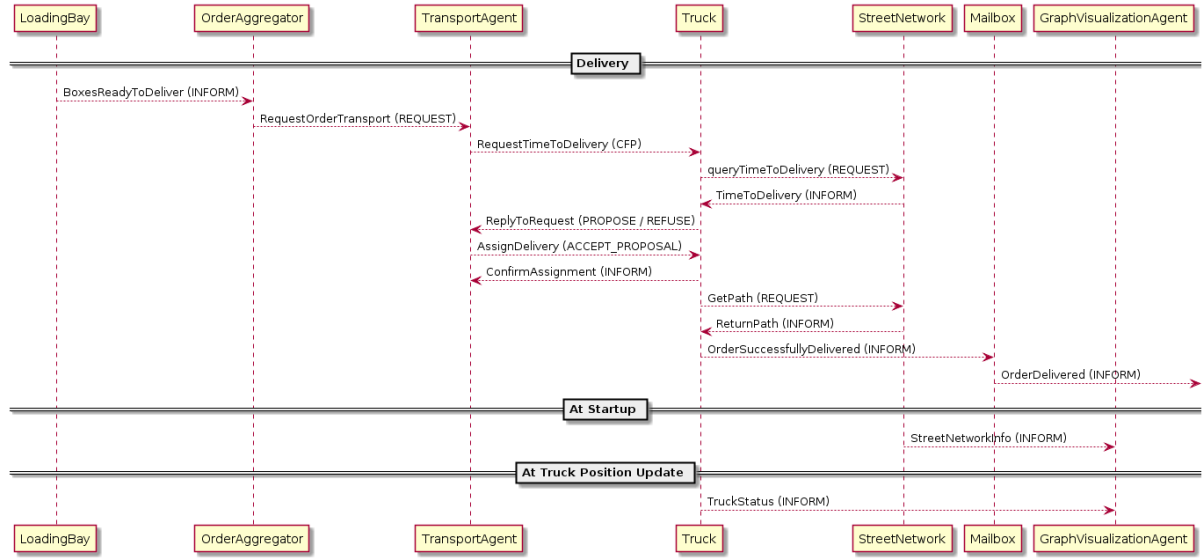 LoadingBay OrderAggregator TransportAgent Truck StreetNetwork Mailbox GraphVisualizationAgent
Delivery
BoxesReadyToDeliver (INFORM)
RequestOrderTransport (REQUEST)
RequestTimeToDelivery (CFP)
queryTimeToDelivery (REQUEST)
TimeToDelivery (INFORM)
ReplyToRequest (PROPOSE / REFUSE)
AssignDelivery (ACCEPT_PROPOSAL)
ConfirmAssignment (INFORM)
GetPath (REQUEST)
ReturnPath (INFORM)
OrderSuccessfullyDelivered (INFORM)
OrderDelivered (INFORM)
At Startup
StreetNetworkInfo (INFORM)
At Truck Position Update
TruckStatus (INFORM)
LoadingBay OrderAggregator TransportAgent Truck StreetNetwork Mailbox GraphVisualizationAgent